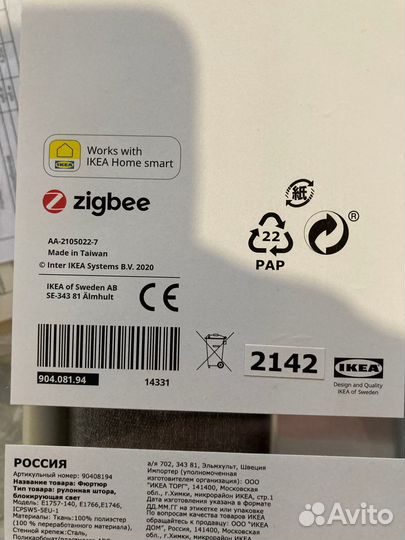 Works with
IKEA Home smart
zigbee
紙
22
PAP
®
AA-2105022-7
Made in Taiwan
© Inter IKEA Systems B.V. 2020
IKEA of Sweden AB
SE-343 81 Älmhult
CE
904.081.94
14331
2142
IKEA
Design and Quality
IKEA of Sweden
РОССИЯ
Артикульный номер: 90408194
Название товара: Фюртюр
Тип товара: рулонная штора,
блокирующая свет
Модель: E1757-140, E1766,E1746,
ICPSW5-5EU-1
Материалы: Ткань:100% полиэстер
(100 % переработанного материала),
Стенной крепеж:Сталь,
а/я 702, 343 81, Эльмхульт, Швеция
Импортер (уполномоченная
изготовителем организация): ООО
"ИКЕА ТОРГ", 141400, Московская
обл., г.Химки, микрорайон ИКЕА, стр.1
Дата изготовления
ДД.ММ.ГГ на этикетке или упаковке
По вопросам качества товаров ИКЕА
обращайтесь к продавцу: ООО "ИКЕА
ДОМ", Россия, 141400, Московская
обл., г.Химки, микрорайон
Avito